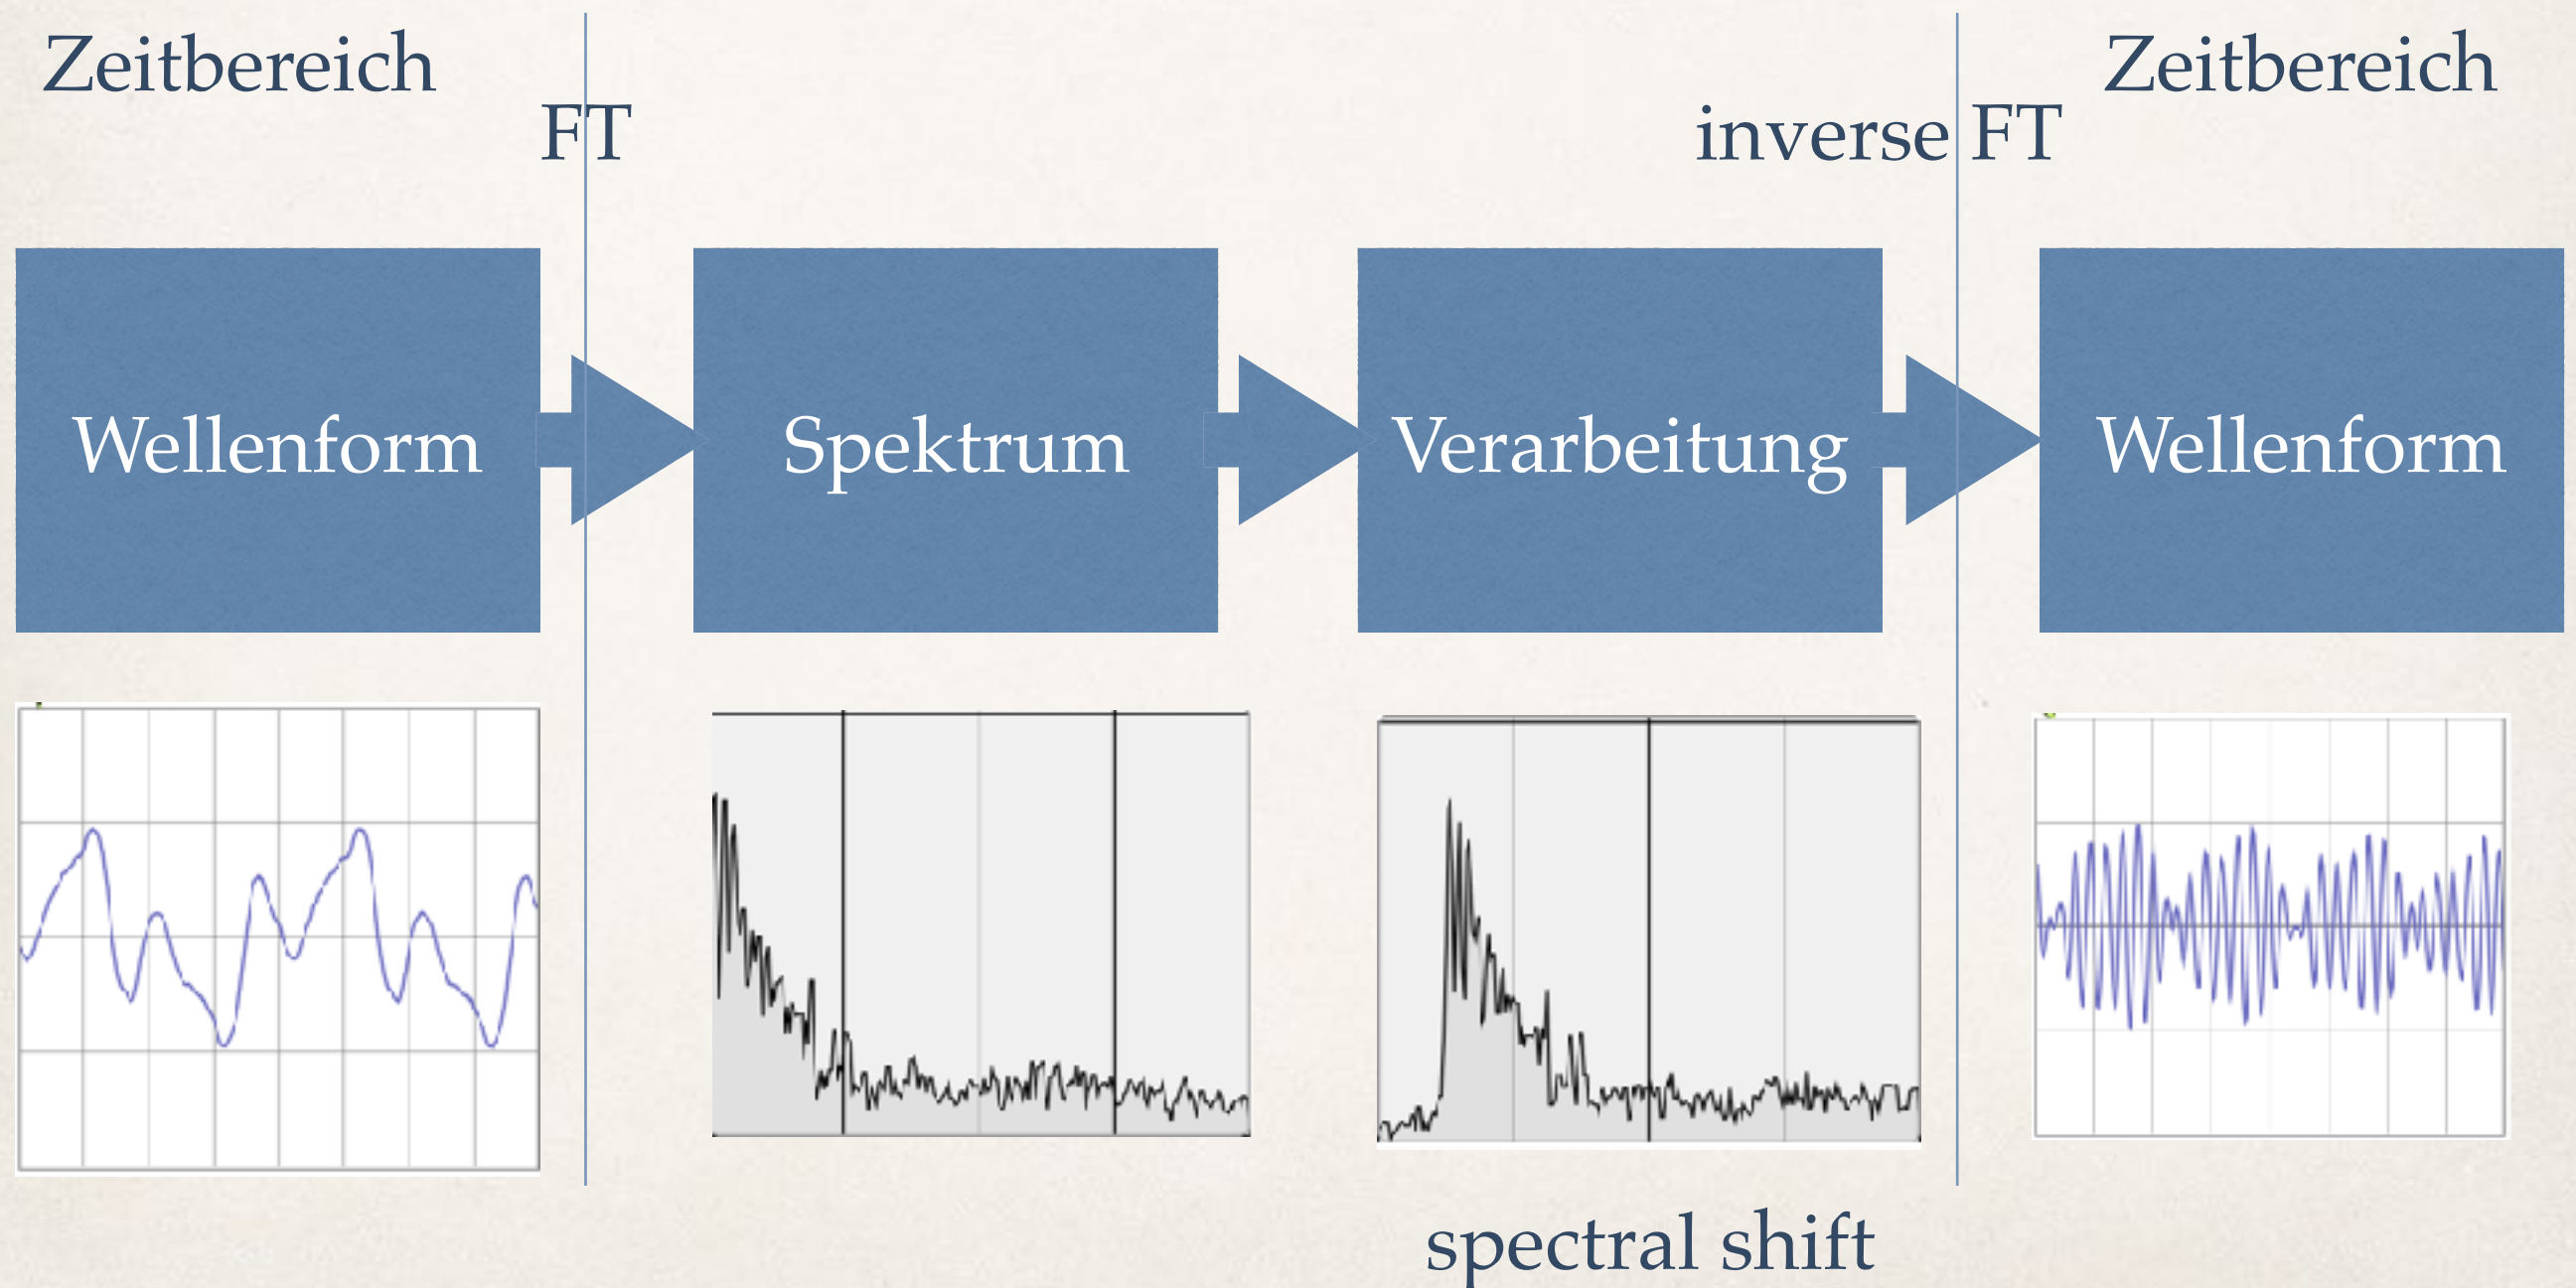 Zeitbereich
Zeitbereich
FT
inverse FT
Wellenform
Spektrum
Verarbeitung
Wellenform
spectral shift